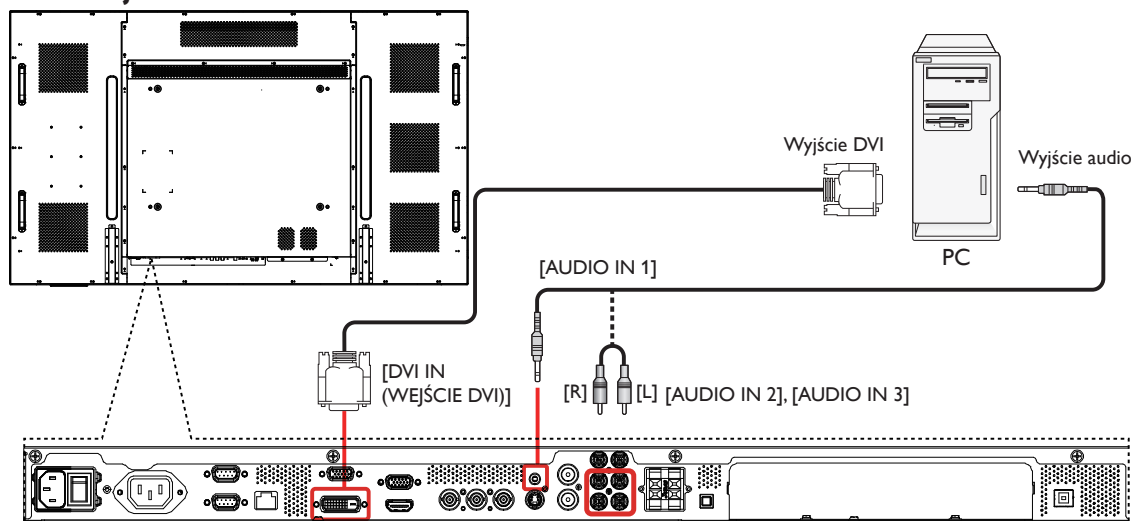 Wyjście DVI
Wyjście audio
PC
[AUDIO IN 1]
[DVI IN
(WEJŚCIE DVI)]
[R]
[L]
[AUDIO IN 2], [AUDIO IN 3]